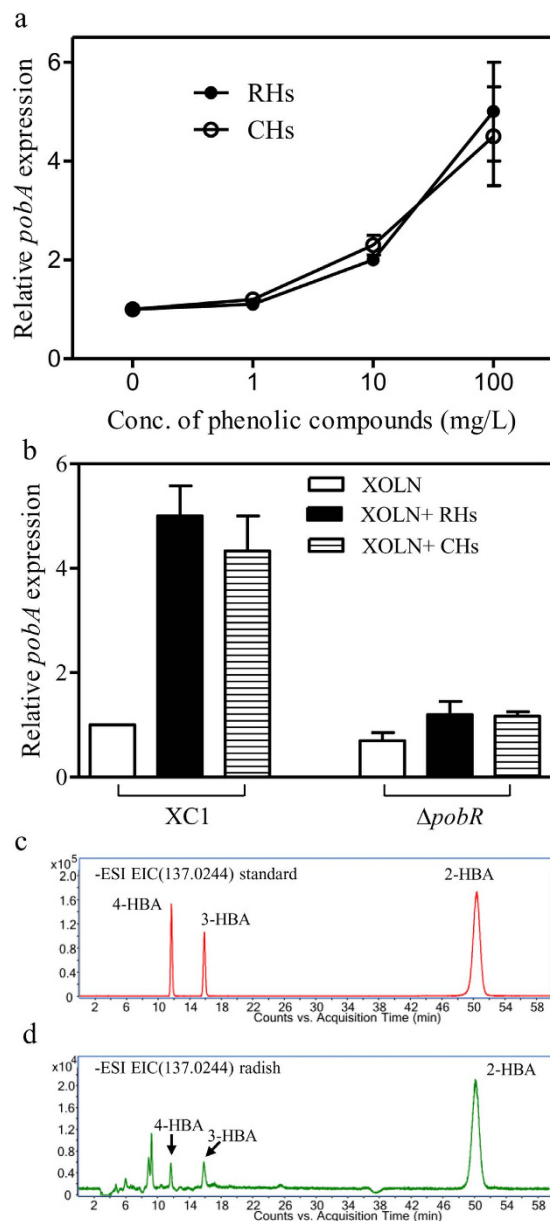 a
6
4
2
0
Relative pobA expression
RHs
CHs
0 1 10 100
Conc. of phenolic compounds (mg/L)
b
6
4
2
0
Relative pobA expression
XOLN
XOLN+ RHs
XOLN+ CHs
XC1 ΔpobR
c
x10^5
-ESI EIC(137.0244) standard
2-HBA
4-HBA
3-HBA
2.0
1.6
1.2
0.8
0.4
0
2 6 10 14 18 22 26 30 34 38 42 46 50 54 58
Counts vs. Acquisition Time (min)
d
x10^4
-ESI EIC(137.0244) radish
2-HBA
4-HBA
3-HBA
2.0
1.6
1.2
0.8
0.4
0
2 6 10 14 18 22 26 30 34 38 42 46 50 54 58
Counts vs. Acquisition Time (min)